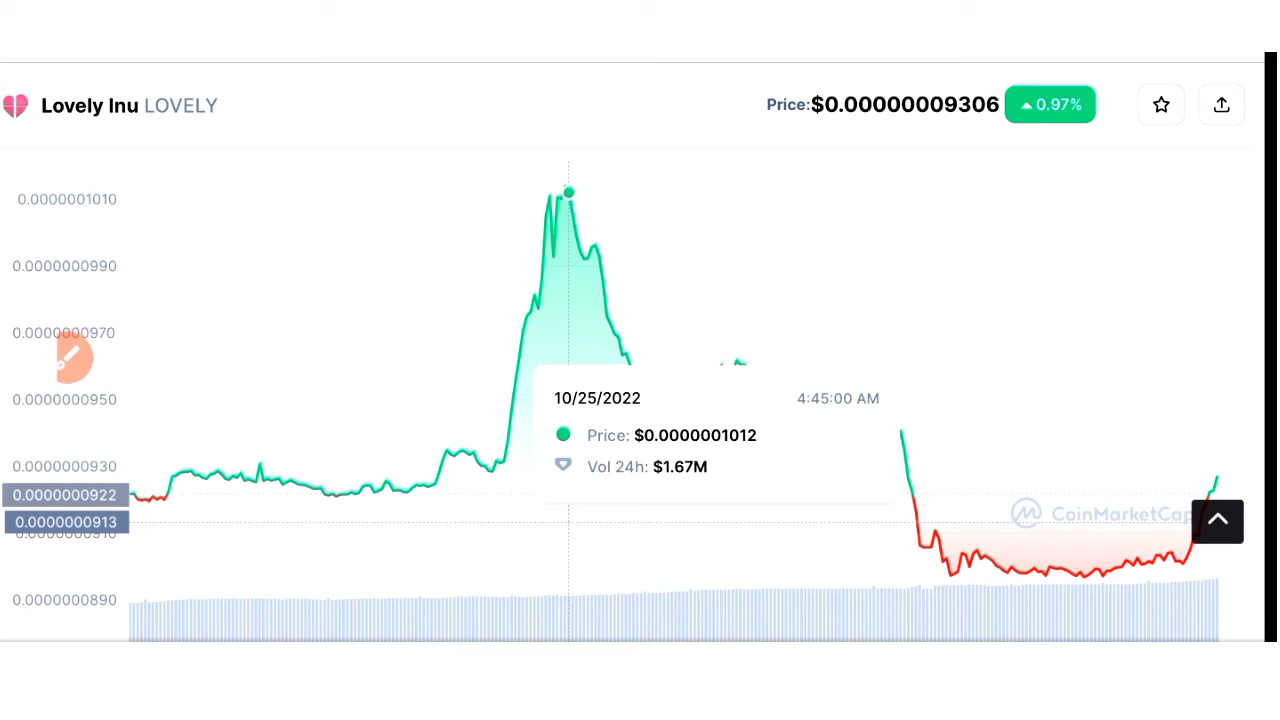 Lovely Inu LOVELY
Price:$0.00000009306 0.97%
0.0000001010
0.0000000990
0.0000000970
0.0000000950
0.0000000930
0.0000000922
0.0000000913
0.0000000910
0.0000000890
10/25/2022 4:45:00 AM
Price: $0.0000001012
Vol 24h: $1.67M
CoinMarketCap